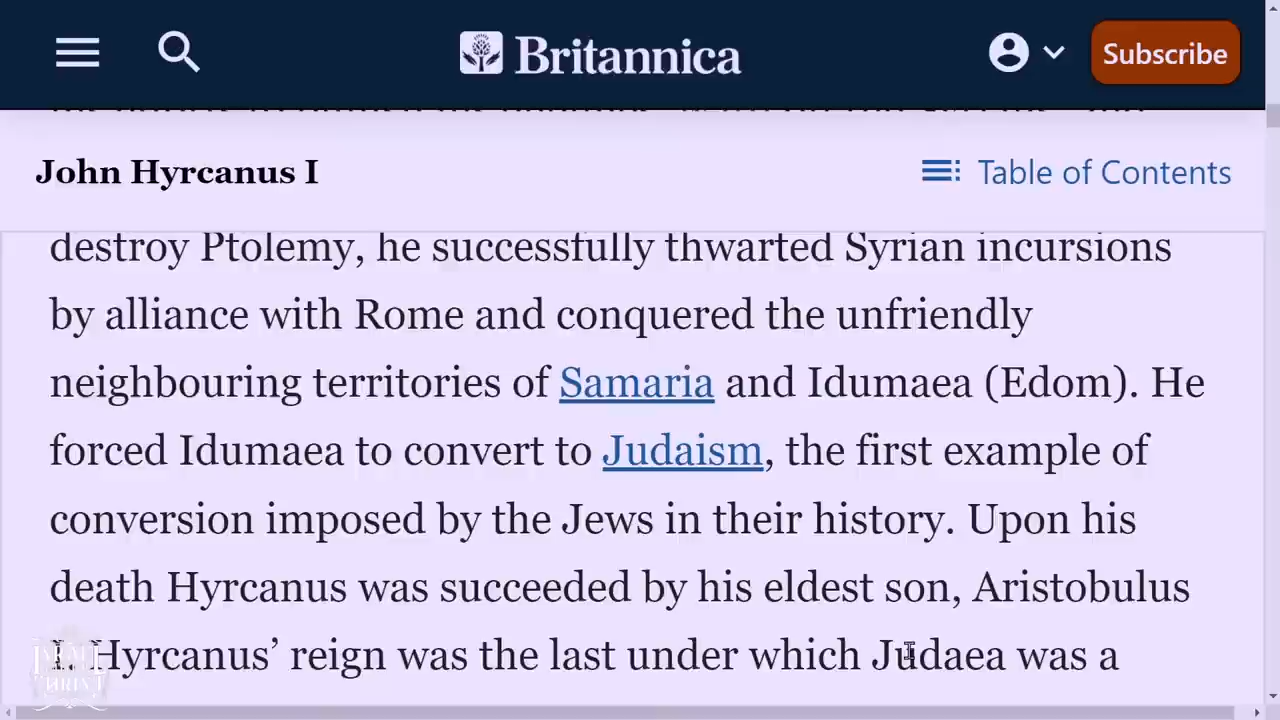 Britannica
Subscribe
John Hyrcanus I
Table of Contents
destroy Ptolemy, he successfully thwarted Syrian incursions
by alliance with Rome and conquered the unfriendly
neighbouring territories of Samaria and Idumaea (Edom). He
forced Idumaea to convert to Judaism, the first example of
conversion imposed by the Jews in their history. Upon his
death Hyrcanus was succeeded by his eldest son, Aristobulus
Hyrcanus’ reign was the last under which Judaea was a